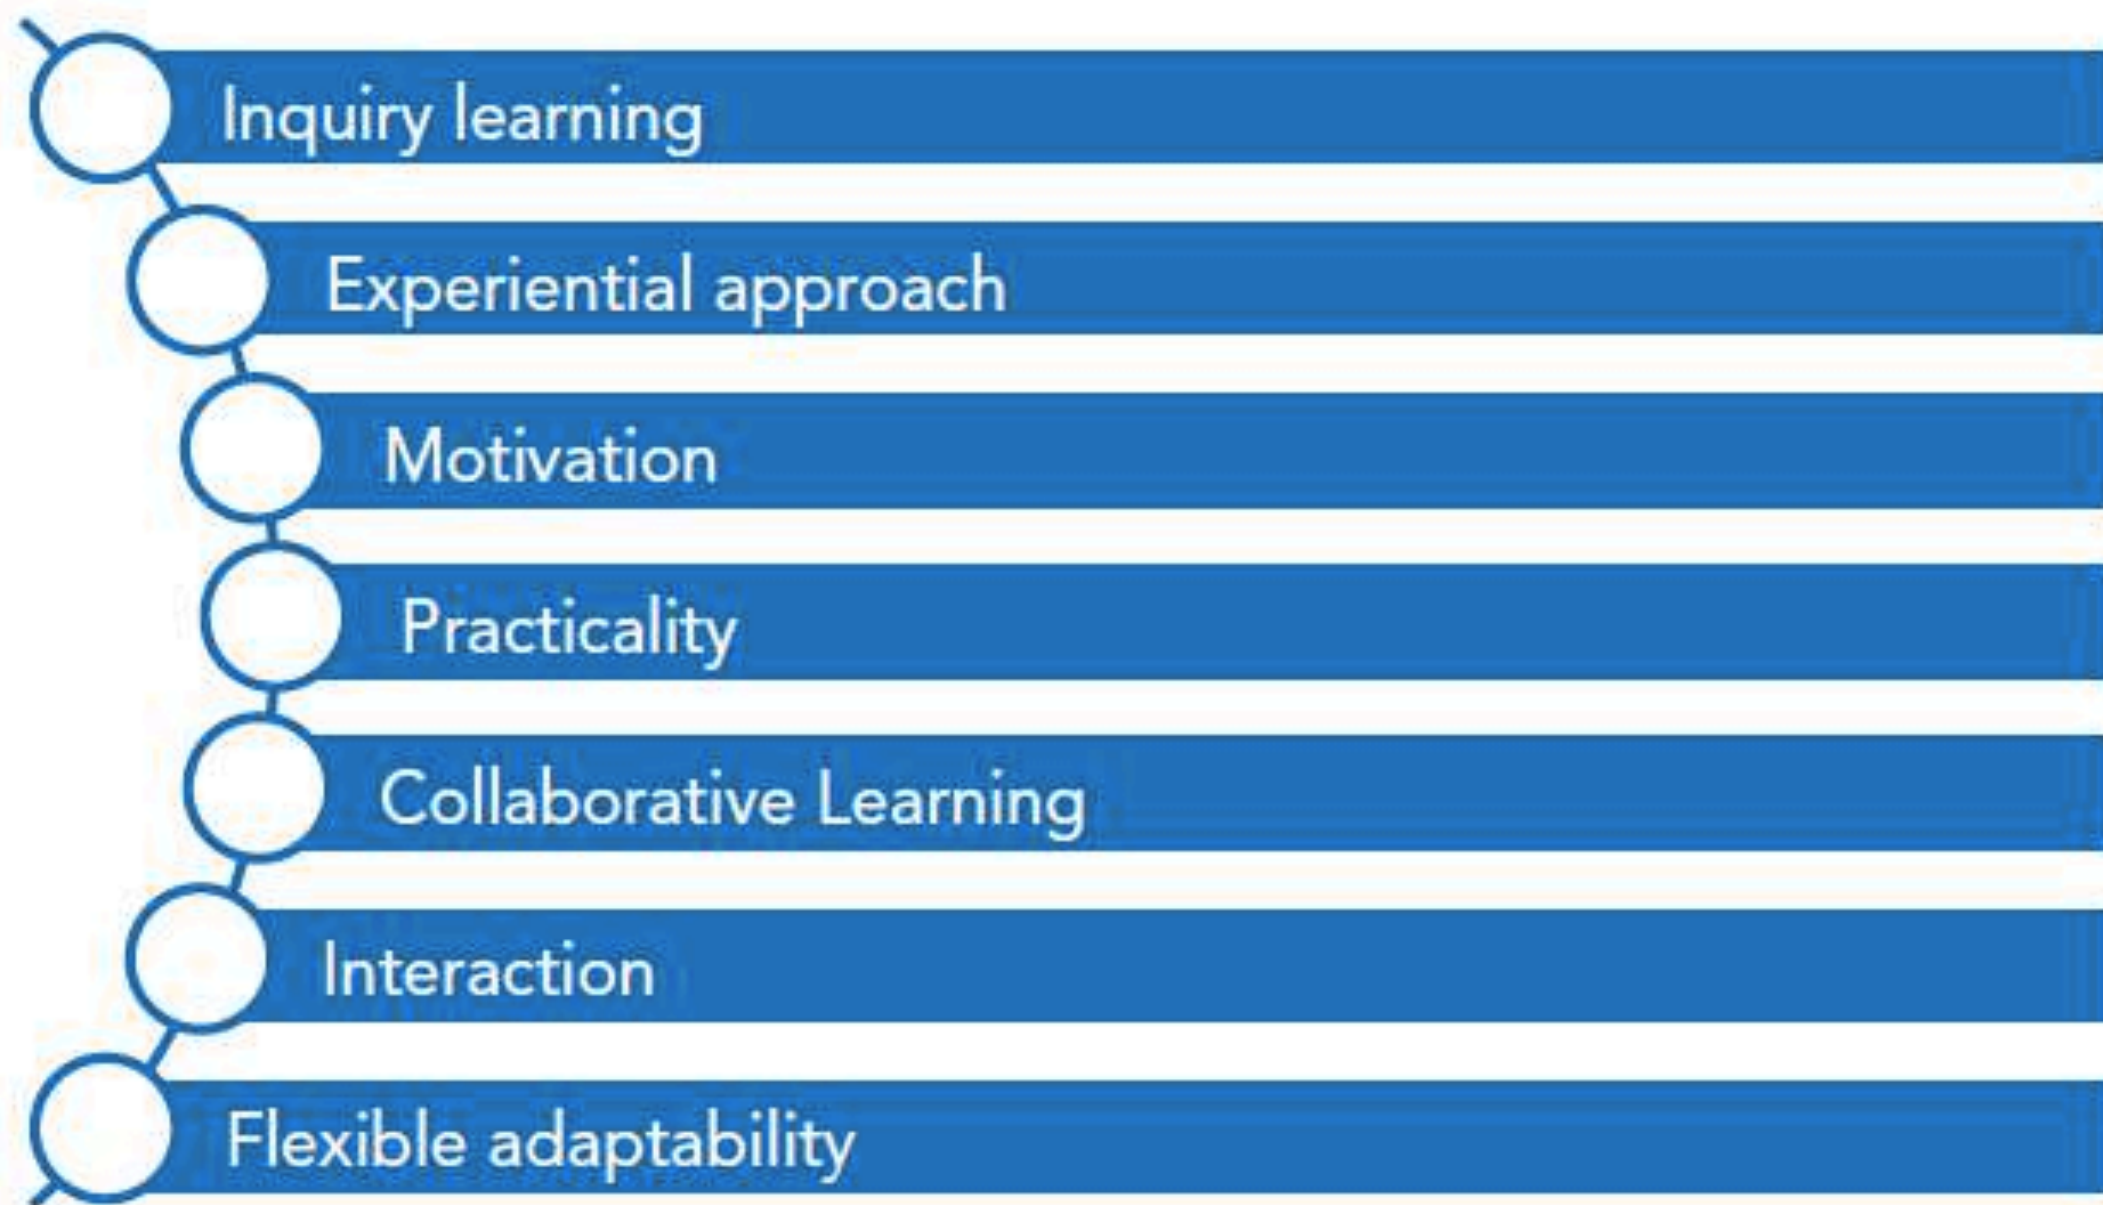 Inquiry learning
Experiential approach
Motivation
Practicality
Collaborative Learning
Interaction
Flexible adaptability